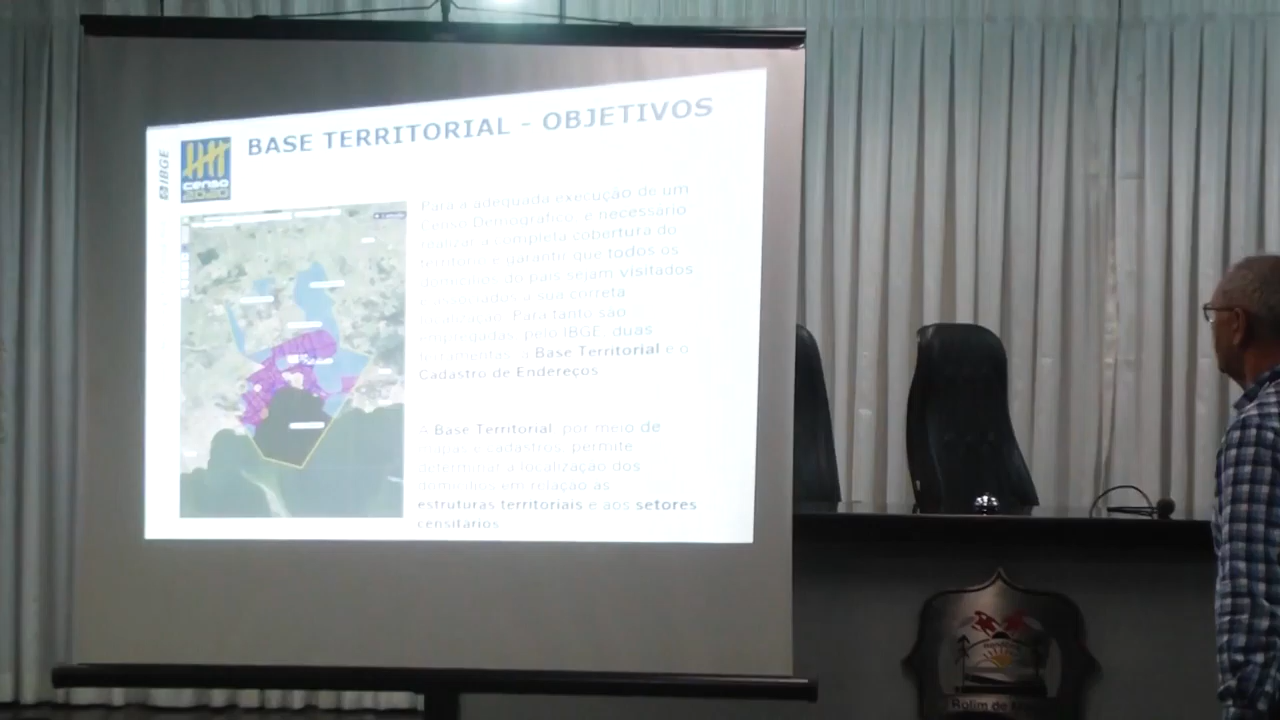 BASE TERRITORIAL - OBJETIVOS
IBGE
CENSO
2020
Para a adequada execução de um
Censo Demográfico, é necessário
realizar a completa cobertura do
território e garantir que todos os
domicílios do país sejam visitados
e associados a sua correta
localização. Para tanto são
empregadas, pelo IBGE, duas
ferramentas: a Base Territorial e o
Cadastro de Endereços
A Base Territorial, por meio de
mapas e cadastros, permite
determinar a localização dos
domicílios em relação às
estruturas territoriais e aos setores
censitários
Rolim de